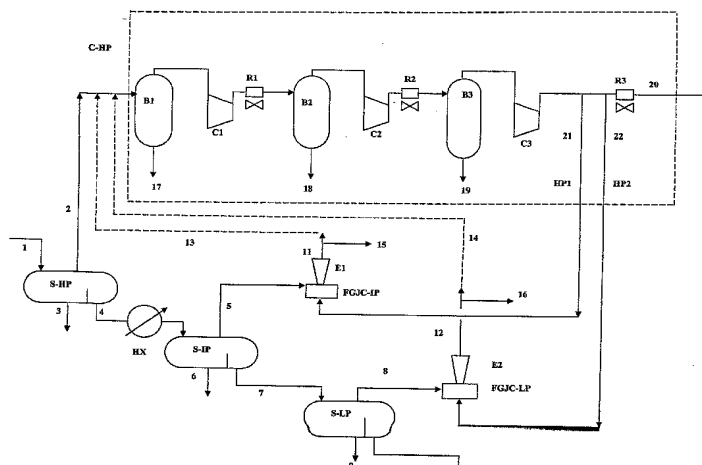 C-HP
R1
R2
R3
20
B1
B2
B3
C1
C2
C3
21
22
17
18
19
HP1
HP2
2
13
14
1
11
15
E1
S-HP
5
FGJC-IP
16
3
4
12
HX
S-IP
E2
8
FGJC-LP
6
7
S-LP